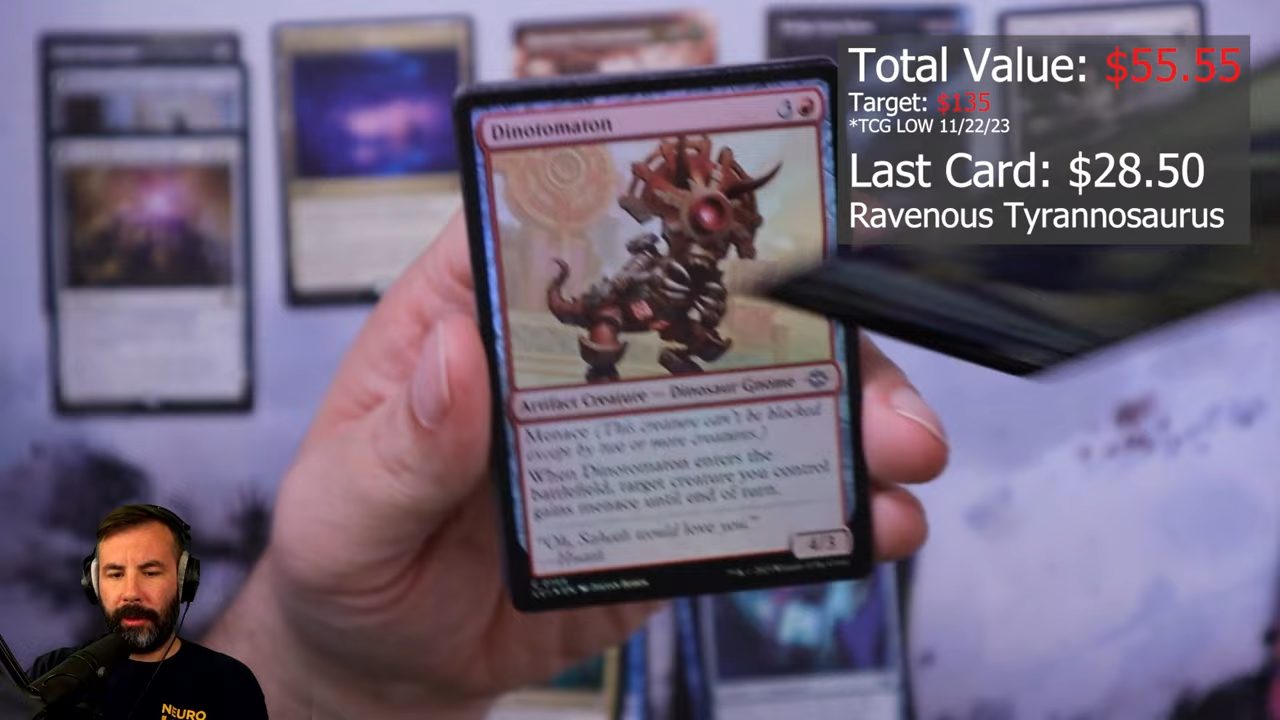 Total Value: $55.55
Target: $135
*TCG LOW 11/22/23
Last Card: $28.50
Ravenous Tyrannosaurus
Dinotomaton
3
Artifact Creature — Dinosaur Gnome
Menace (This creature can't be blocked
except by two or more creatures.)
When Dinotomaton enters the
battlefield, target creature you control
gains menace until end of turn.
"Oh, Saheeli would love you."
4/3
NEURO